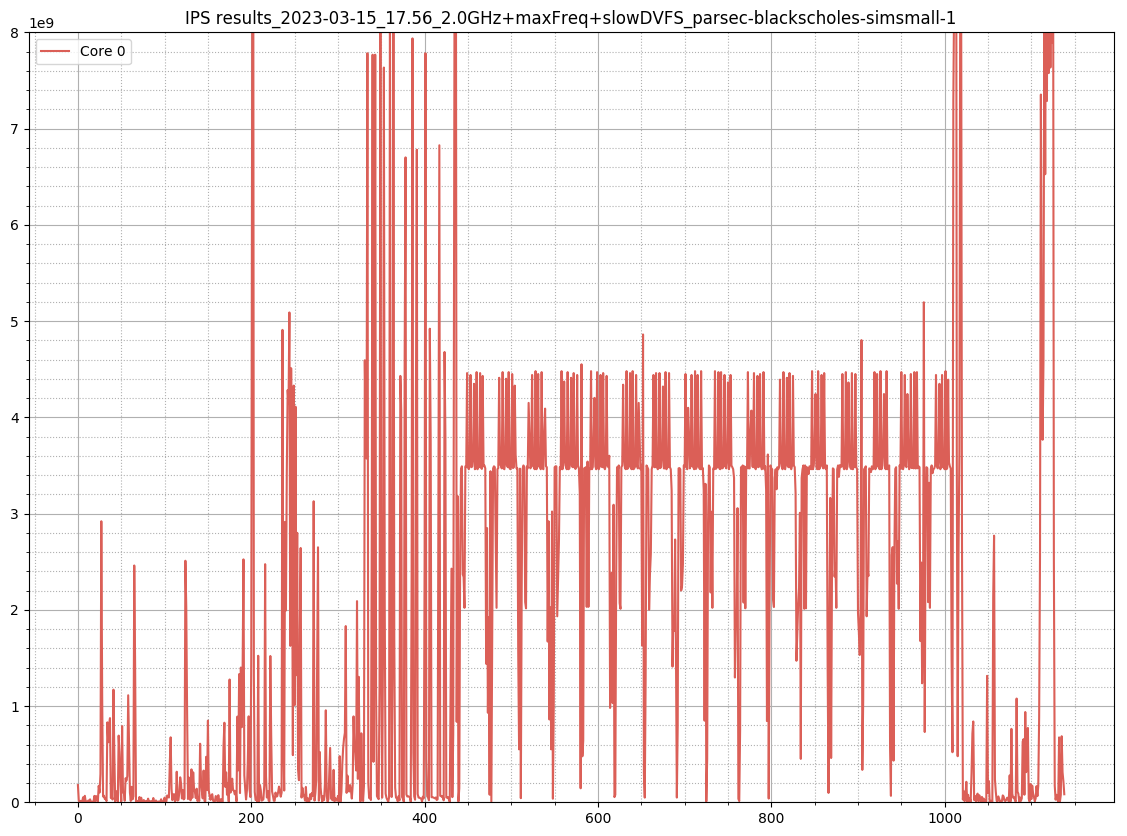 IPS results_2023-03-15_17.56_2.0GHz+maxFreq+slowDVFS_parsec-blackscholes-simsmall-1
1e9
Core 0
8
7
6
5
4
3
2
1
0
0 200 400 600 800 1000